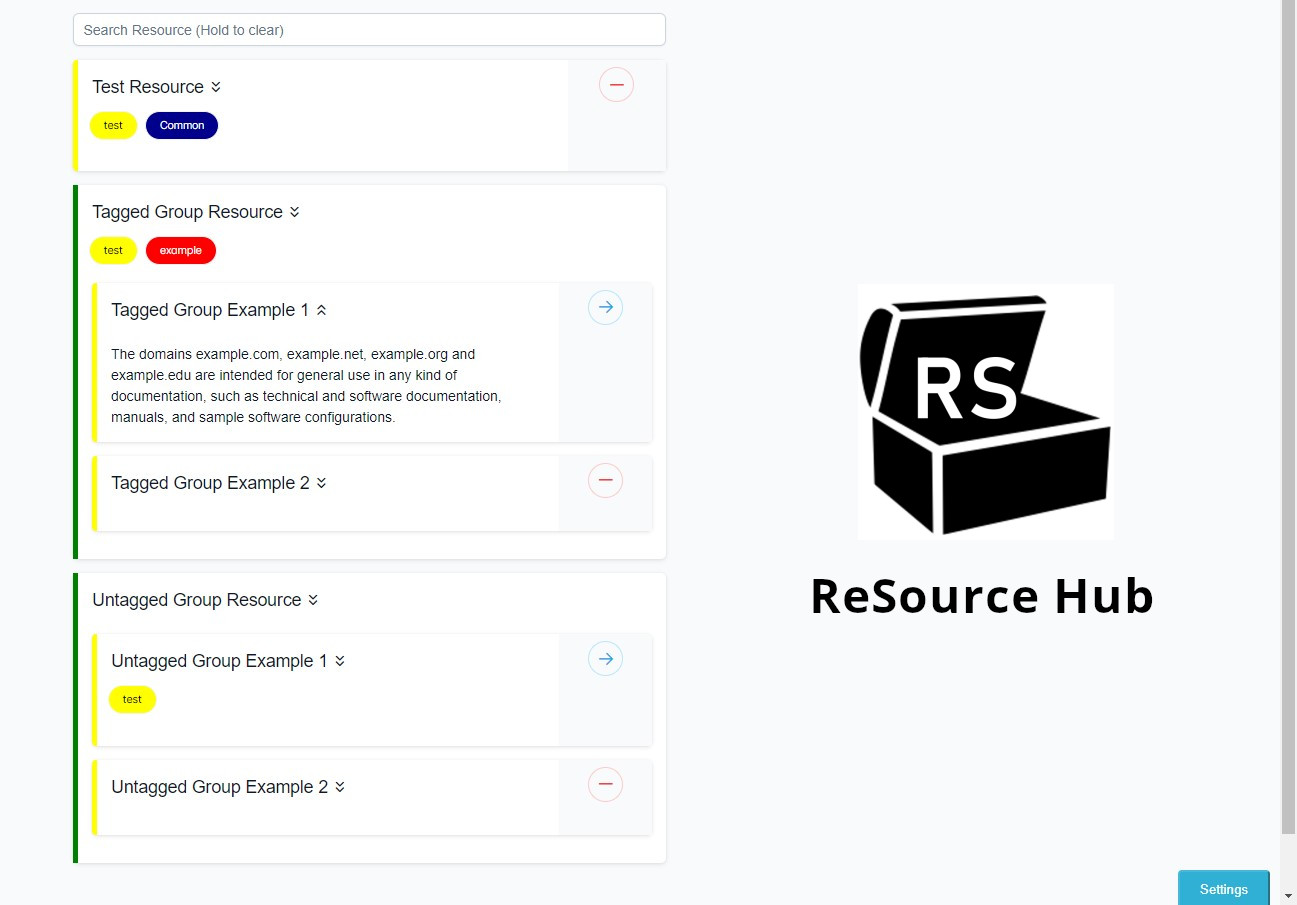 Search Resource (Hold to clear)
Test Resource
test
Common
Tagged Group Resource
test
example
Tagged Group Example 1
The domains example.com, example.net, example.org and
example.edu are intended for general use in any kind of
documentation, such as technical and software documentation,
manuals, and sample software configurations.
Tagged Group Example 2
Untagged Group Resource
Untagged Group Example 1
test
Untagged Group Example 2
RS
ReSource Hub
Settings